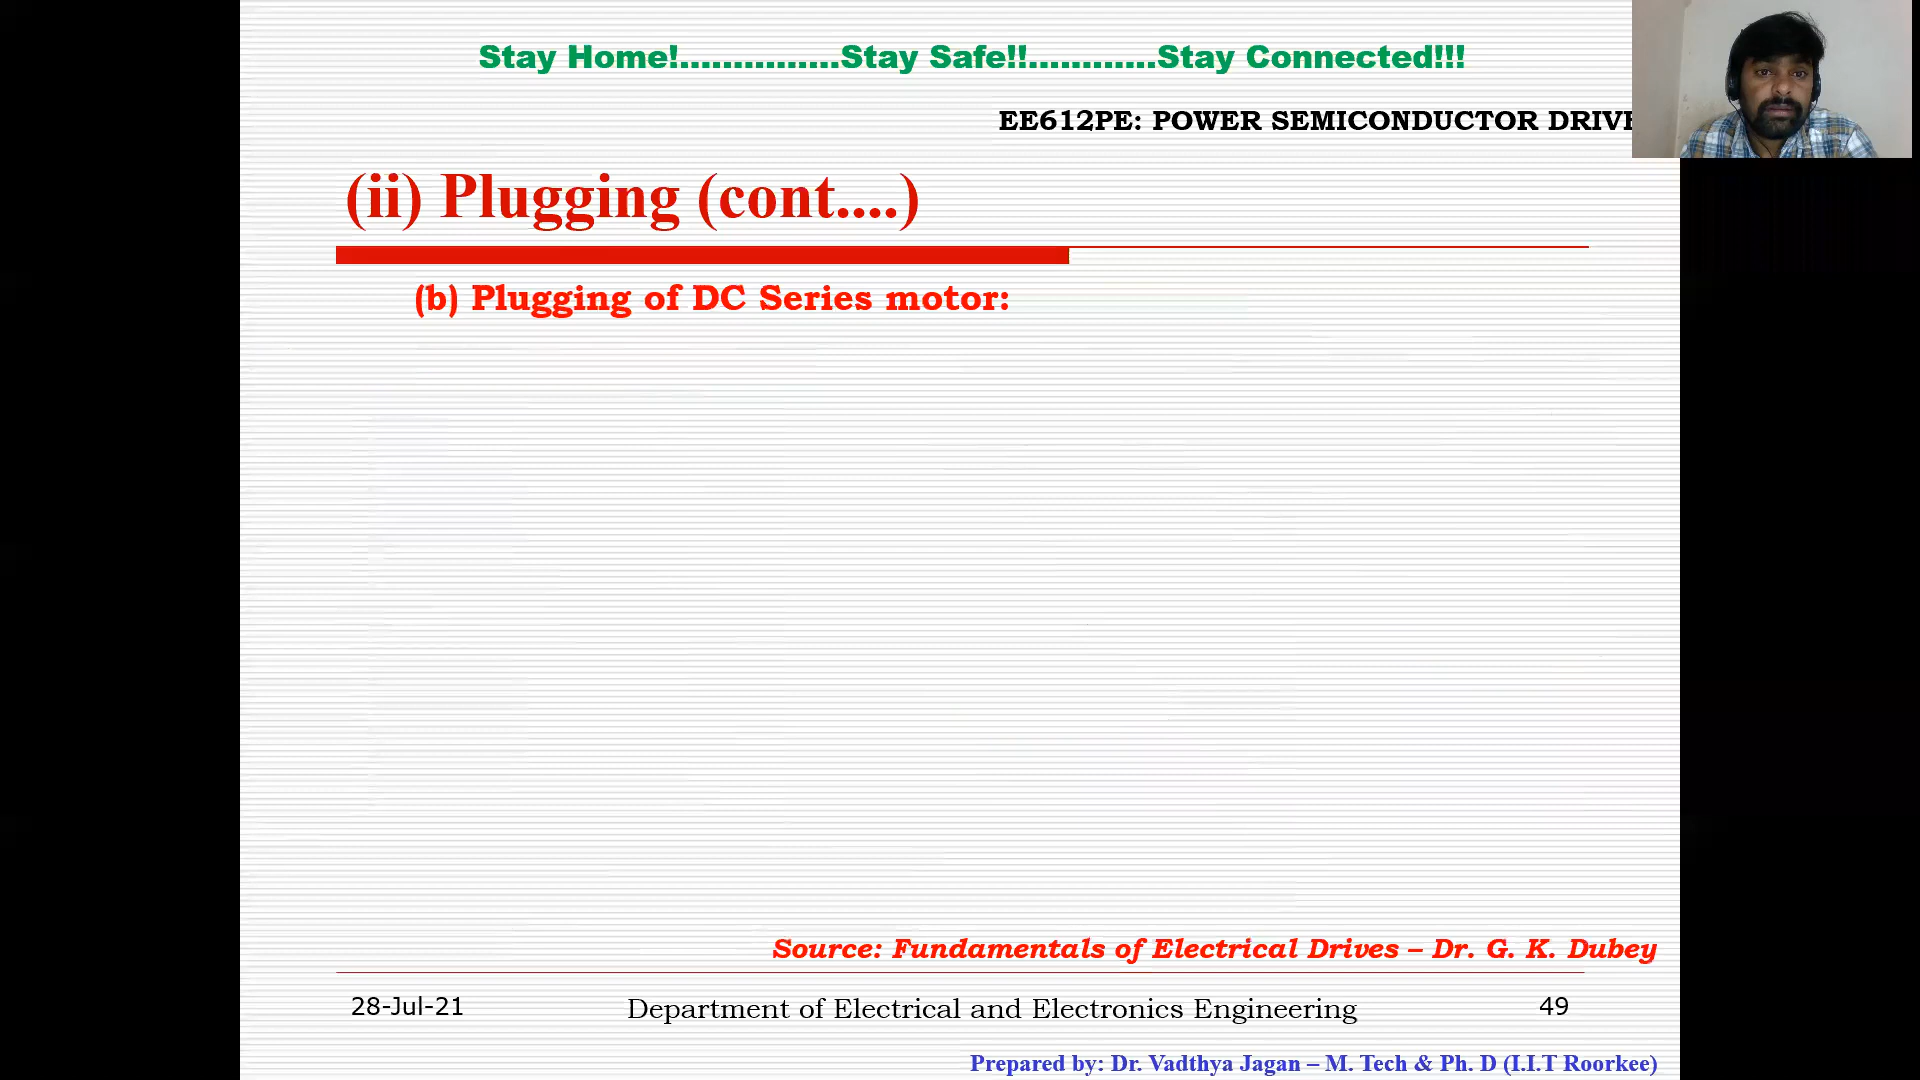 Stay Home!...............Stay Safe!!............Stay Connected!!!
EE612PE: POWER SEMICONDUCTOR
(ii) Plugging (cont....)
(b) Plugging of DC Series motor:
Source: Fundamentals of Electrical Drives – Dr. G. K. Dubey
28-Jul-21 Department of Electrical and Electronics Engineering 49
Prepared by: Dr. Vadthya Jagan – M. Tech & Ph. D (I.I.T Roorkee)